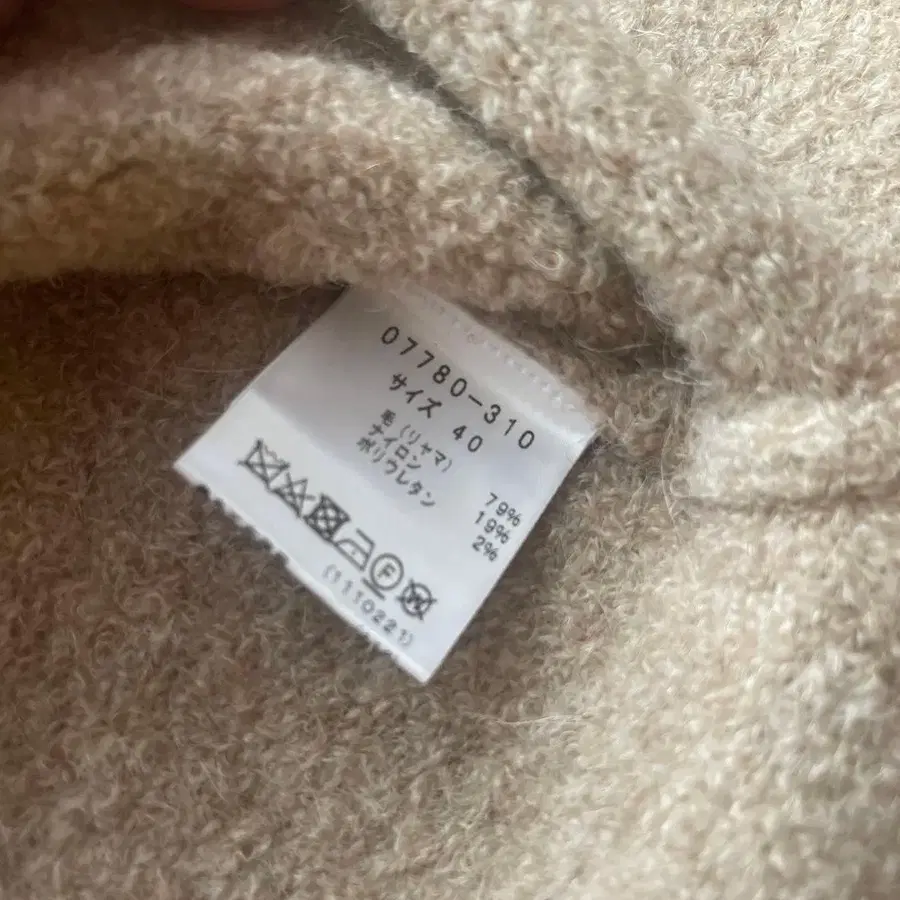 07780-310
サイズ 40
毛 (リャマ) 79%
ナイロン 19%
ポリウレタン 2%
F
(1110221)